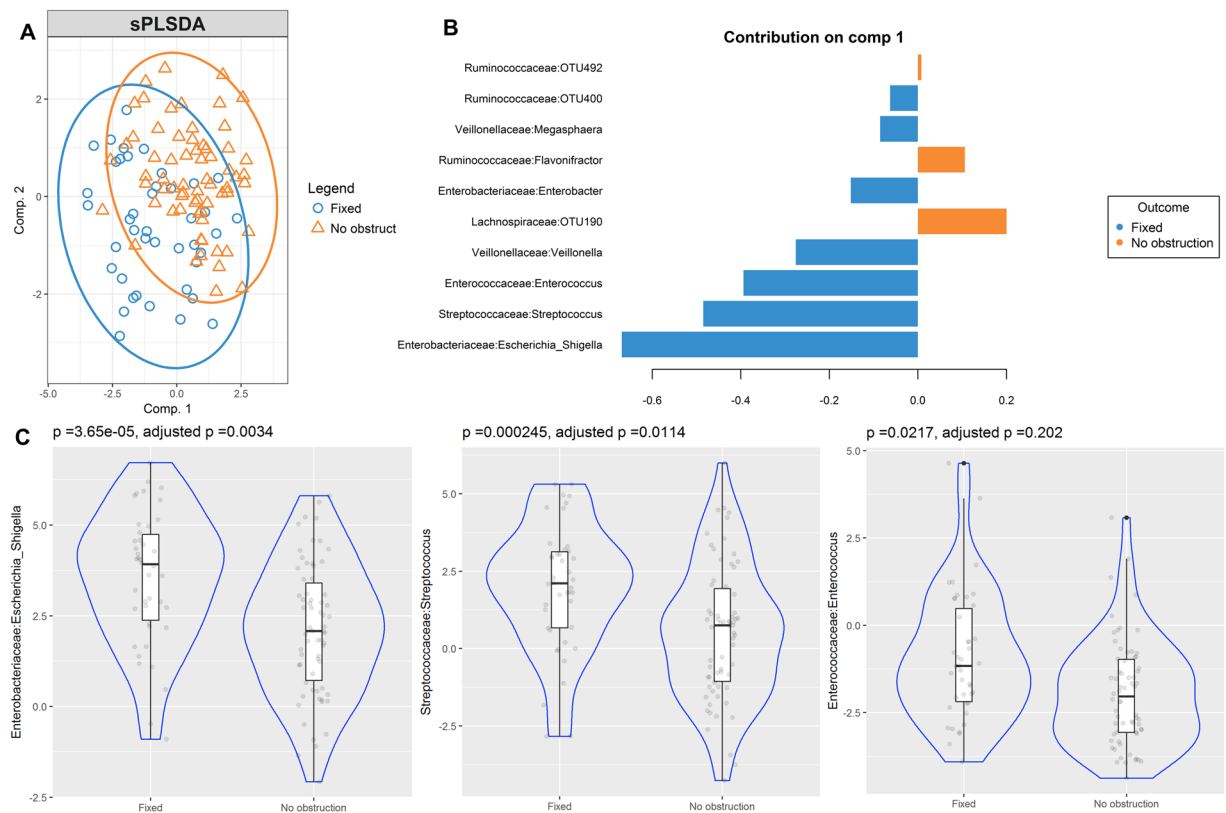 A
sPLSDA
2
0
-2
-5.0
-2.5
0.0
2.5
Comp. 1
Comp. 2
Legend
Fixed
No obstruct
B
Contribution on comp 1
Ruminococcaceae:OTU492
Ruminococcaceae:OTU400
Veillonellaceae:Megasphaera
Ruminococcaceae:Flavonifractor
Enterobacteriaceae:Enterobacter
Lachnospiraceae:OTU190
Veillonellaceae:Veillonella
Enterococcaceae:Enterococcus
Streptococcaceae:Streptococcus
Enterobacteriaceae:Escherichia_Shigella
-0.6
-0.4
-0.2
0.0
0.2
Outcome
Fixed
No obstruction
C
p =3.65e-05, adjusted p =0.0034
Enterobacteriaceae:Escherichia_Shigella
5.0
2.5
0.0
-2.5
Fixed
No obstruction
p =0.000245, adjusted p =0.0114
Streptococcaceae:Streptococcus
5.0
2.5
0.0
-2.5
Fixed
No obstruction
p =0.0217, adjusted p =0.202
Enterococcaceae:Enterococcus
5.0
2.5
0.0
-2.5
Fixed
No obstruction